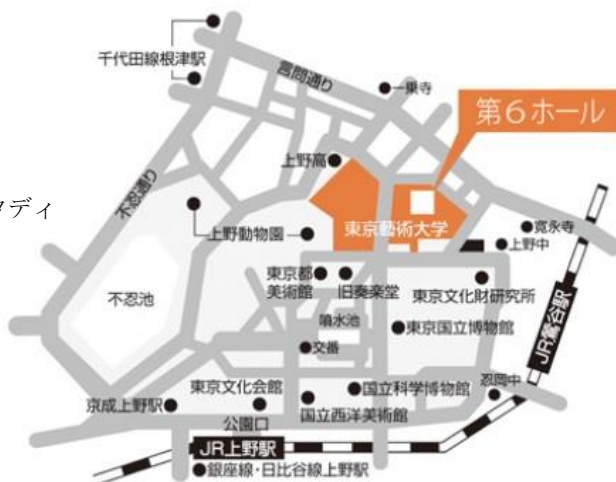 千代田線根津駅
言問通り
一乗寺
第6ホール
上野高
不忍通り
タディ
上野動物園
東京藝術大学
寛永寺
上野中
東京都
美術館
旧奏楽堂
東京文化財研究所
不忍池
噴水池
東京国立博物館
JR鶯谷駅
交番
忍岡中
東京文化会館
国立科学博物館
京成上野駅
公園口
国立西洋美術館
JR上野駅
銀座線・日比谷線上野駅